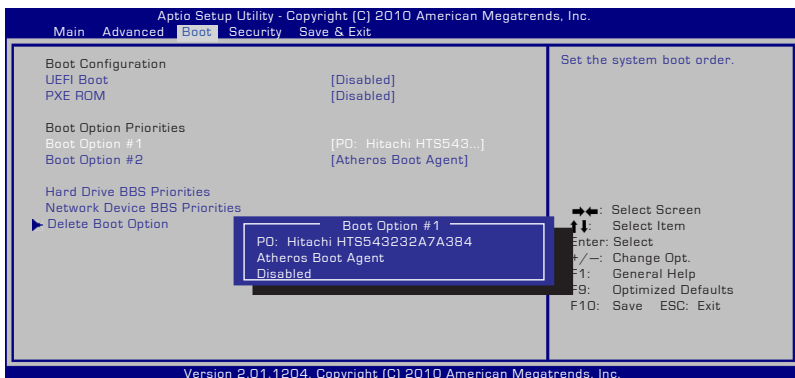 Aptio Setup Utility - Copyright (C) 2010 American Megatrends, Inc.
Main Advanced Boot Security Save & Exit
Boot Configuration
UEFI Boot [Disabled]
PXE ROM [Disabled]
Boot Option Priorities
Boot Option #1 [P0: Hitachi HTS543...]
Boot Option #2 [Atheros Boot Agent]
Hard Drive BBS Priorities
Network Device BBS Priorities
Delete Boot Option
Boot Option #1
P0: Hitachi HTS543232A7A384
Atheros Boot Agent
Disabled
Set the system boot order.
→←: Select Screen
↑↓: Select Item
Enter: Select
+/—: Change Opt.
F1: General Help
F9: Optimized Defaults
F10: Save ESC: Exit
Version 2.01.1204. Copyright (C) 2010 American Megatrends, Inc.